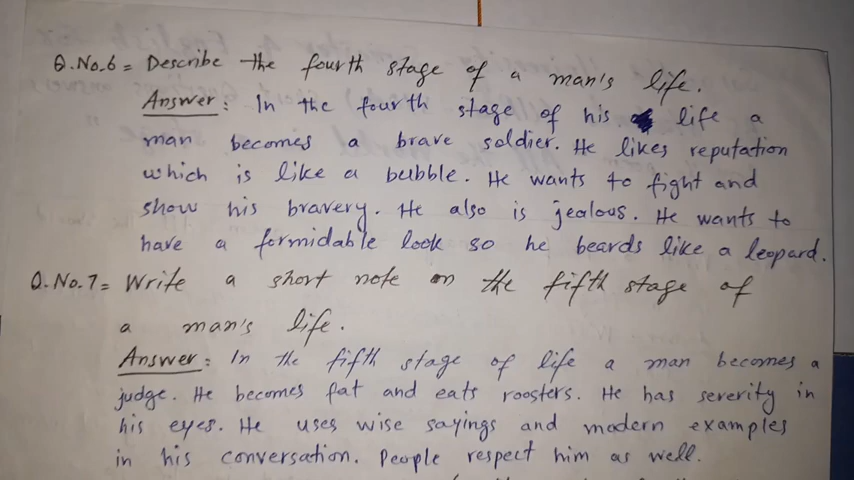 Q.No.6= Describe the fourth stage of a man's life.
Answer: In the fourth stage of his life a
man becomes a brave soldier. He likes reputation
which is like a bubble. He wants to fight and
show his bravery. He also is jealous. He wants to
have a formidable look so he beards like a leopard.
Q.No.7= Write a short note on the fifth stage of
a man's life.
Answer: In the fifth stage of life a man becomes a
judge. He becomes fat and eats roosters. He has severity in
his eyes. He uses wise sayings and modern examples
in his conversation. People respect him as well.